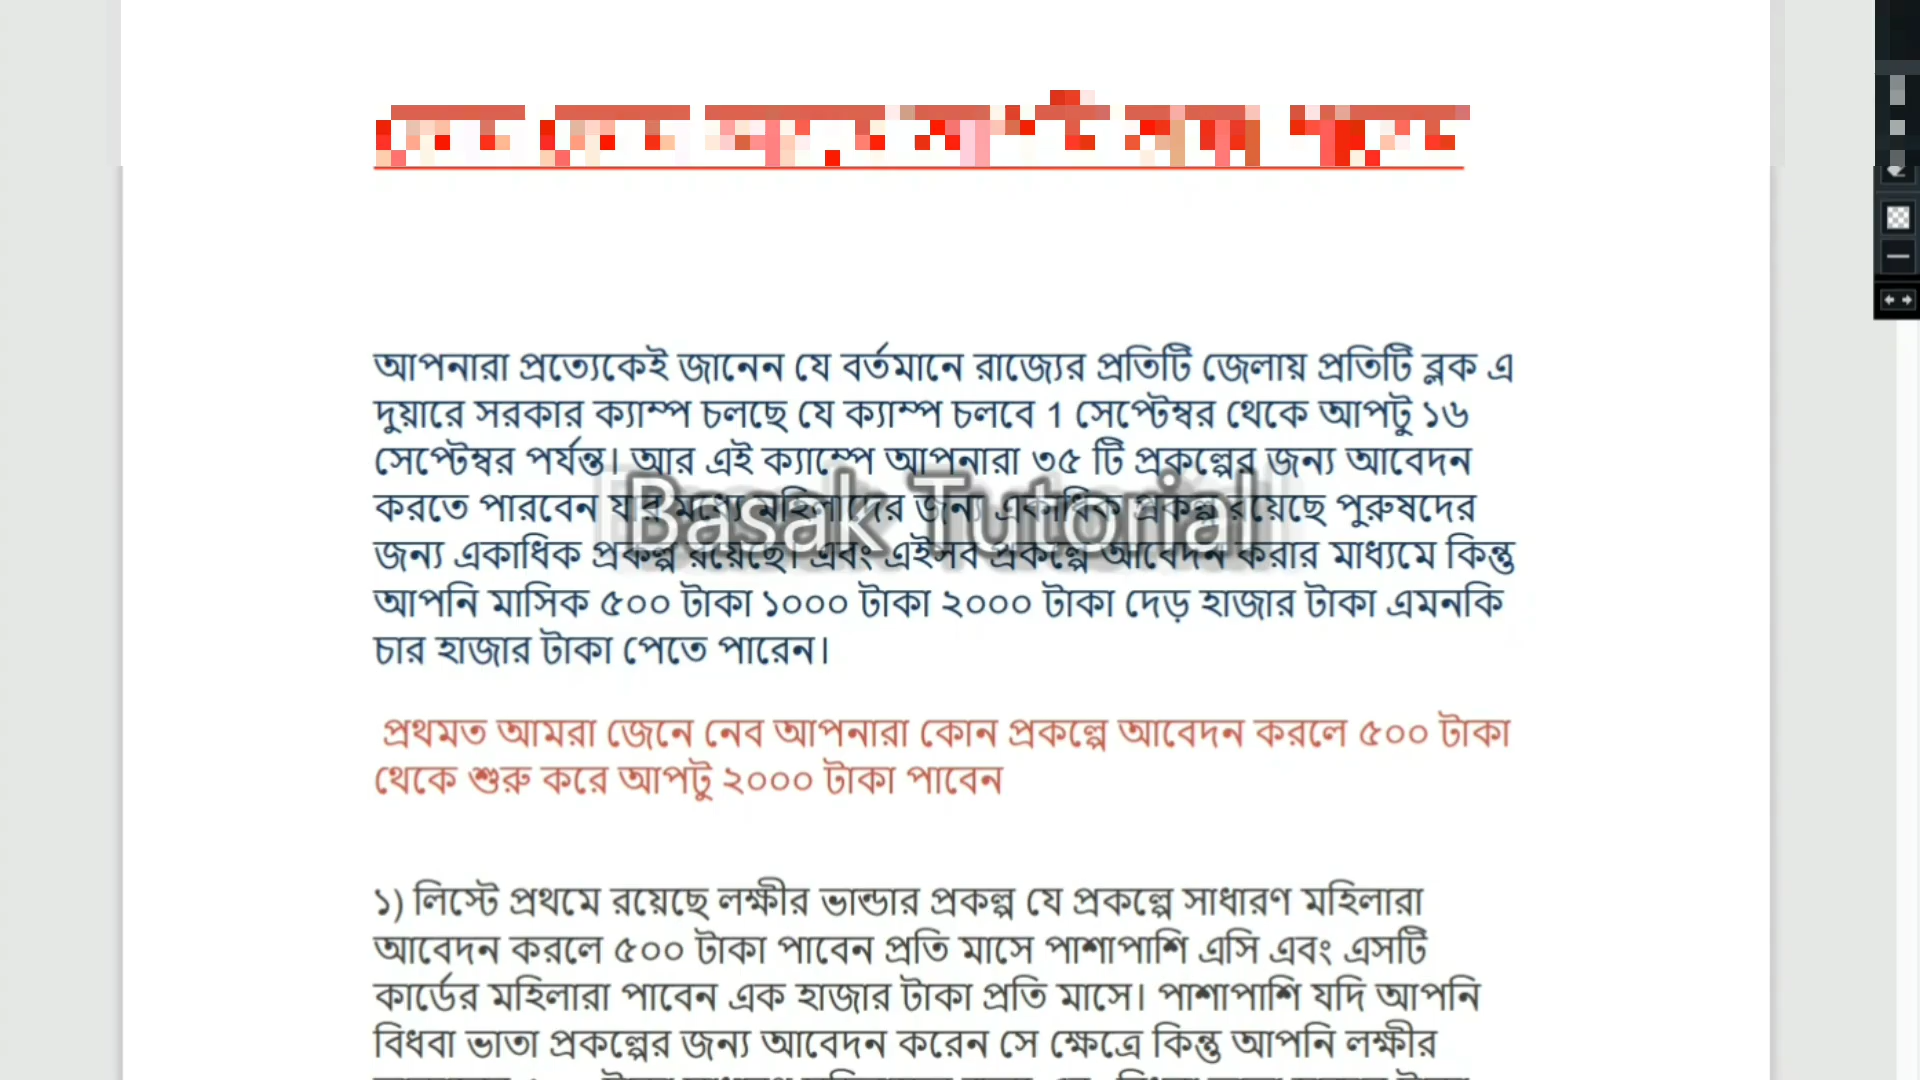 আপনারা প্রত্যেকেই জানেন যে বর্তমানে রাজ্যের প্রতিটি জেলায় প্রতিটি ব্লক এ
দুয়ারে সরকার ক্যাম্প চলছে যে ক্যাম্প চলবে 1 সেপ্টেম্বর থেকে আপটু ১৬
সেপ্টেম্বর পর্যন্ত। আর এই ক্যাম্পে আপনারা ৩৫ টি প্রকল্পের জন্য আবেদন
করতে পারবেন যার মধ্যে মহিলাদের জন্য একাধিক প্রকল্প রয়েছে পুরুষদের
Basak Tutorial
জন্য একাধিক প্রকল্প রয়েছে। এবং এইসব প্রকল্পে আবেদন করার মাধ্যমে কিন্তু
আপনি মাসিক ৫০০ টাকা ১০০০ টাকা ২০০০ টাকা দেড় হাজার টাকা এমনকি
চার হাজার টাকা পেতে পারেন।
প্রথমত আমরা জেনে নেব আপনারা কোন প্রকল্পে আবেদন করলে ৫০০ টাকা
থেকে শুরু করে আপটু ২০০০ টাকা পাবেন
১) লিস্টে প্রথমে রয়েছে লক্ষীর ভান্ডার প্রকল্প যে প্রকল্পে সাধারণ মহিলারা
আবেদন করলে ৫০০ টাকা পাবেন প্রতি মাসে পাশাপাশি এসি এবং এসটি
কার্ডের মহিলারা পাবেন এক হাজার টাকা প্রতি মাসে। পাশাপাশি যদি আপনি
বিধবা ভাতা প্রকল্পের জন্য আবেদন করেন সে ক্ষেত্রে কিন্তু আপনি লক্ষীর